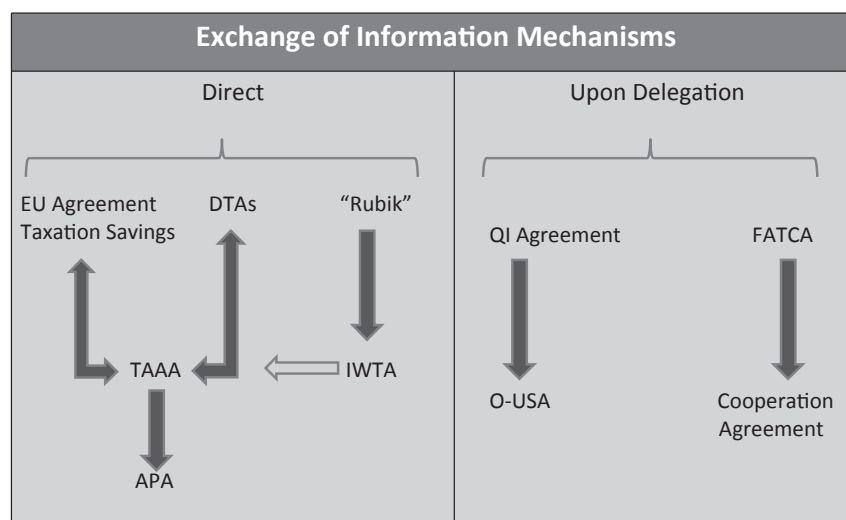 Exchange of Information Mechanisms
Direct
EU Agreement
Taxation Savings
DTAs
“Rubik”
TAAA
IWTA
APA
Upon Delegation
QI Agreement
FATCA
O-USA
Cooperation
Agreement